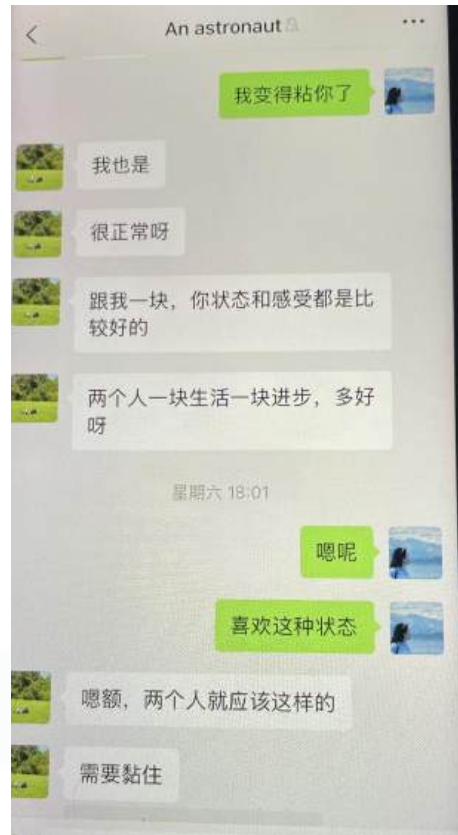 An astronaut
我变得粘你了
我也是
很正常呀
跟我一块，你状态和感受都是比
较好的
两个人一块生活一块进步，多好
呀
星期六 18:01
嗯呢
喜欢这种状态
嗯额，两个人就应该这样的
需要黏住